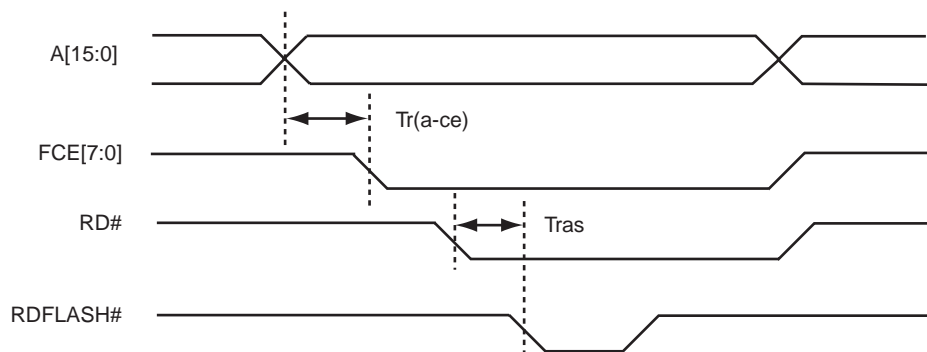 A[15:0]
Tr(a-ce)
FCE[7:0]
RD#
Tras
RDFLASH#